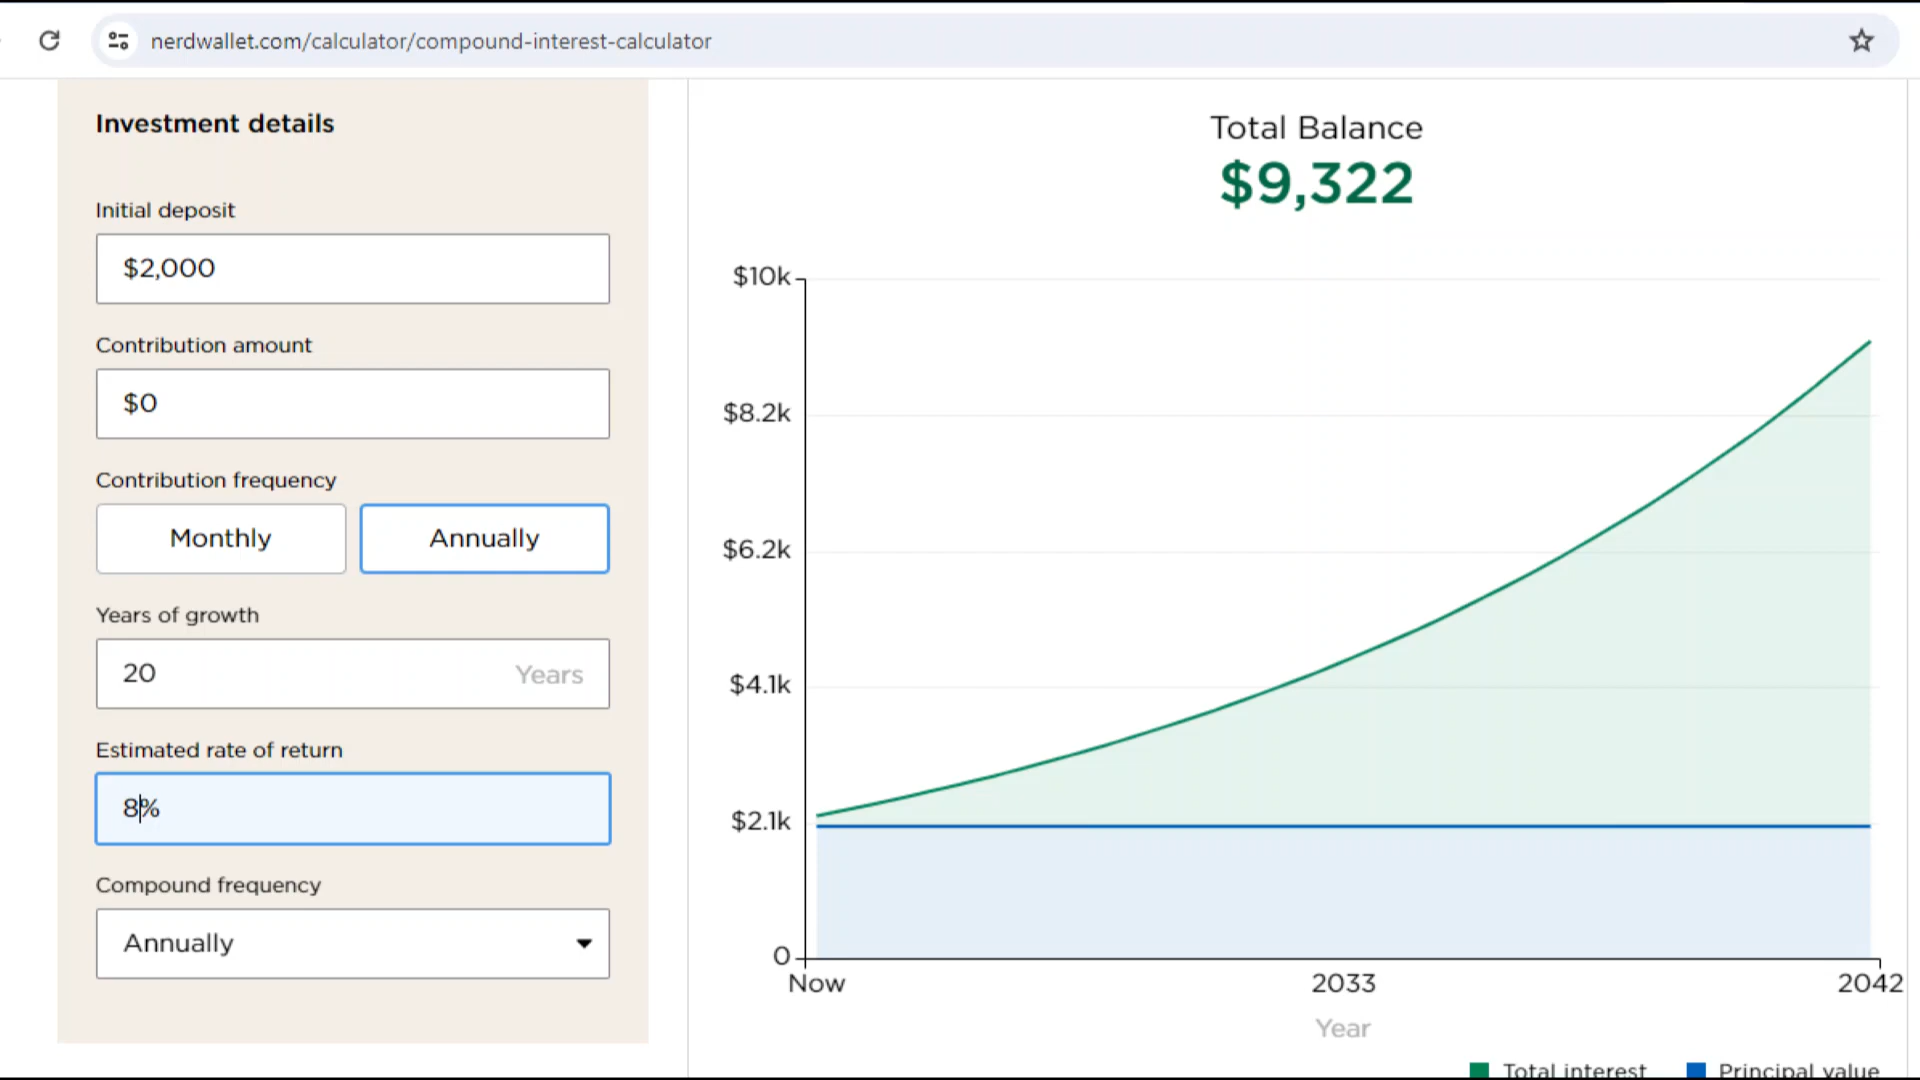 nerdwallet.com/calculator/compound-interest-calculator
Investment details
Initial deposit
$2,000
Contribution amount
$0
Contribution frequency
Monthly
Annually
Years of growth
20
Years
Estimated rate of return
8%
Compound frequency
Annually
Total Balance
$9,322
$10k
$8.2k
$6.2k
$4.1k
$2.1k
0
Now
2033
2042
Year
Total interest
Principal value